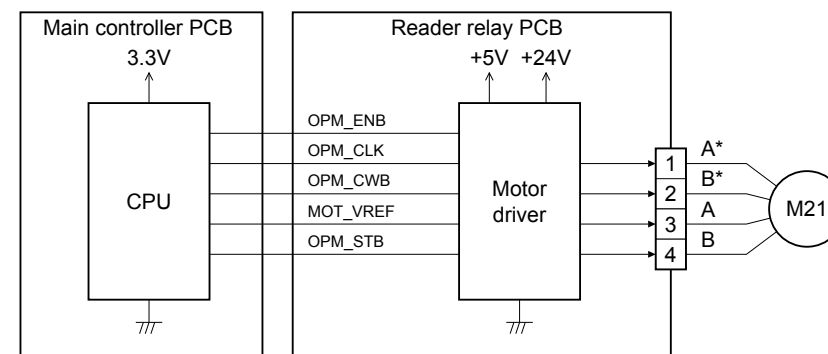 Main controller PCB
Reader relay PCB
3.3V
+5V +24V
OPM_ENB
OPM_CLK
OPM_CWB
MOT_VREF
OPM_STB
CPU
Motor
driver
1
2
3
4
A*
B*
A
B
M21